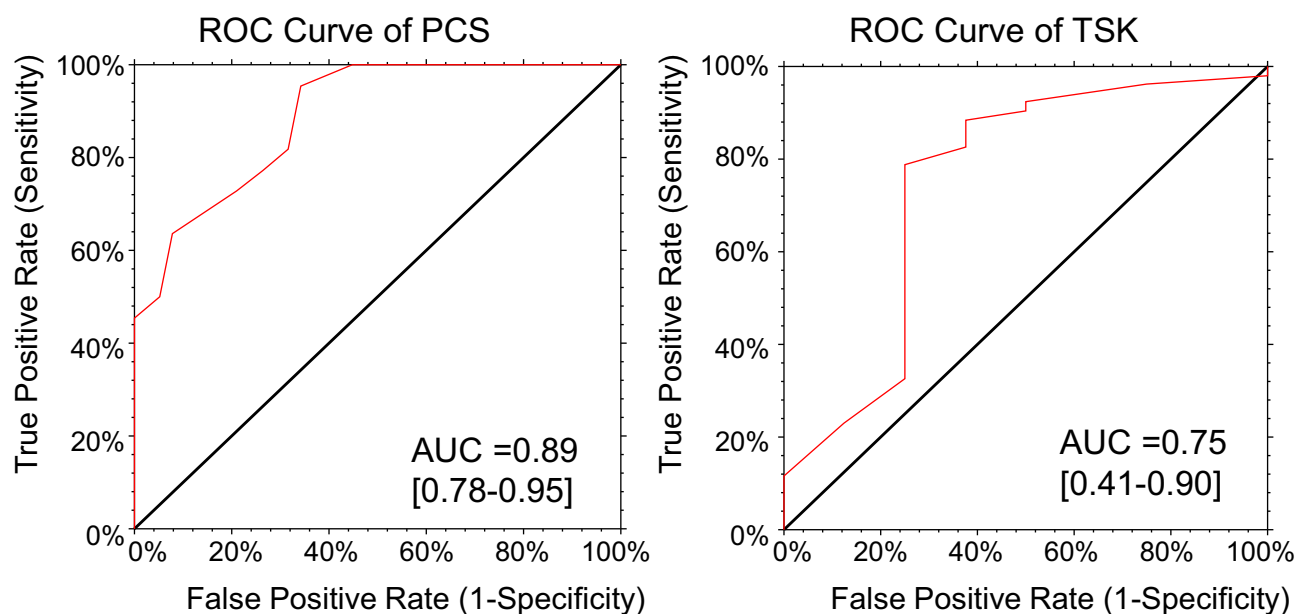 ROC Curve of PCS
True Positive Rate (Sensitivity)
100%
80%
60%
40%
20%
0%
AUC =0.89
[0.78-0.95]
0% 20% 40% 60% 80% 100%
False Positive Rate (1-Specificity)
ROC Curve of TSK
True Positive Rate (Sensitivity)
100%
80%
60%
40%
20%
0%
AUC =0.75
[0.41-0.90]
0% 20% 40% 60% 80% 100%
False Positive Rate (1-Specificity)